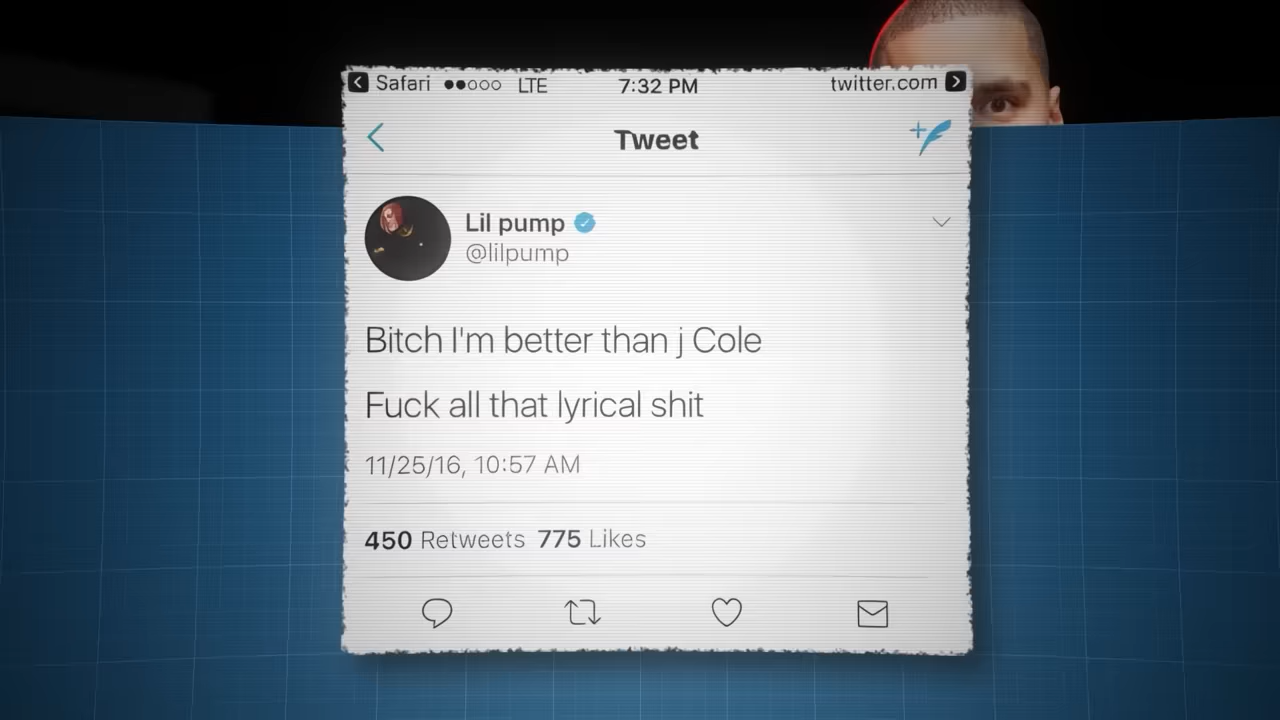 Safari LTE 7:32 PM twitter.com
Tweet
Lil pump
@lilpump
Bitch I'm better than j Cole
Fuck all that lyrical shit
11/25/16, 10:57 AM
450 Retweets 775 Likes